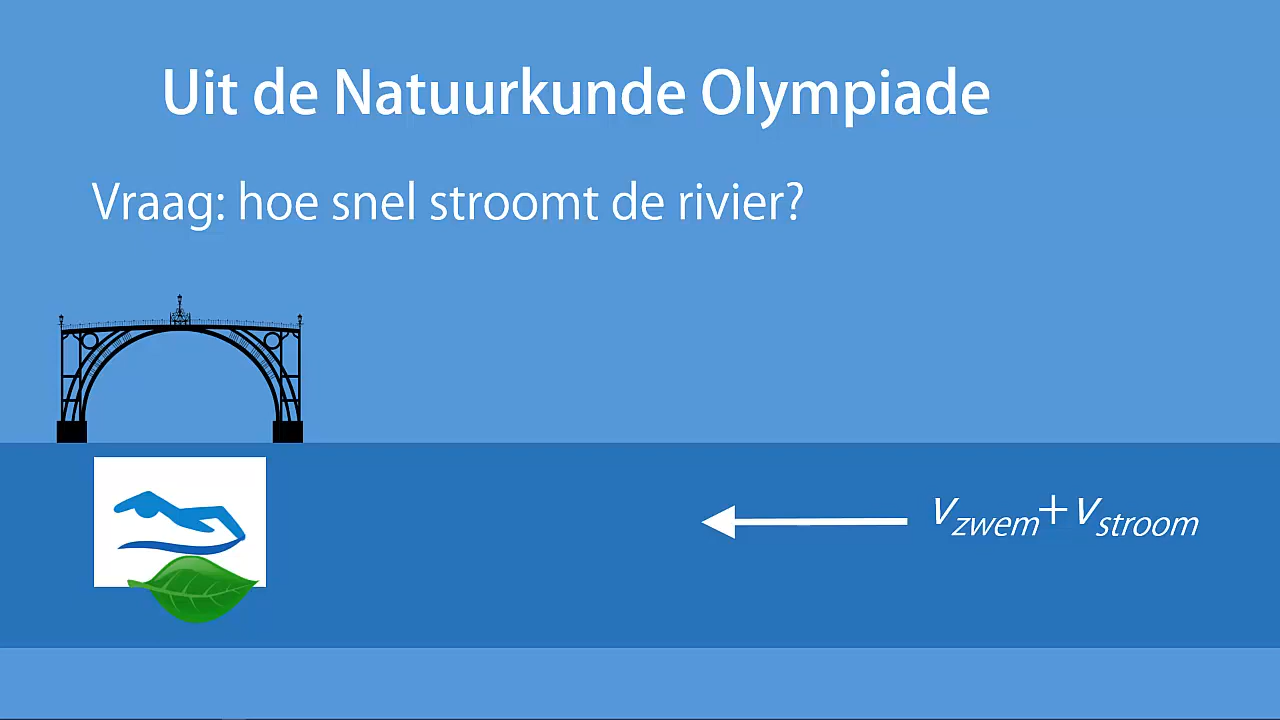 Uit de Natuurkunde Olympiade
Vraag: hoe snel stroomt de rivier?
vzwem+vstroom